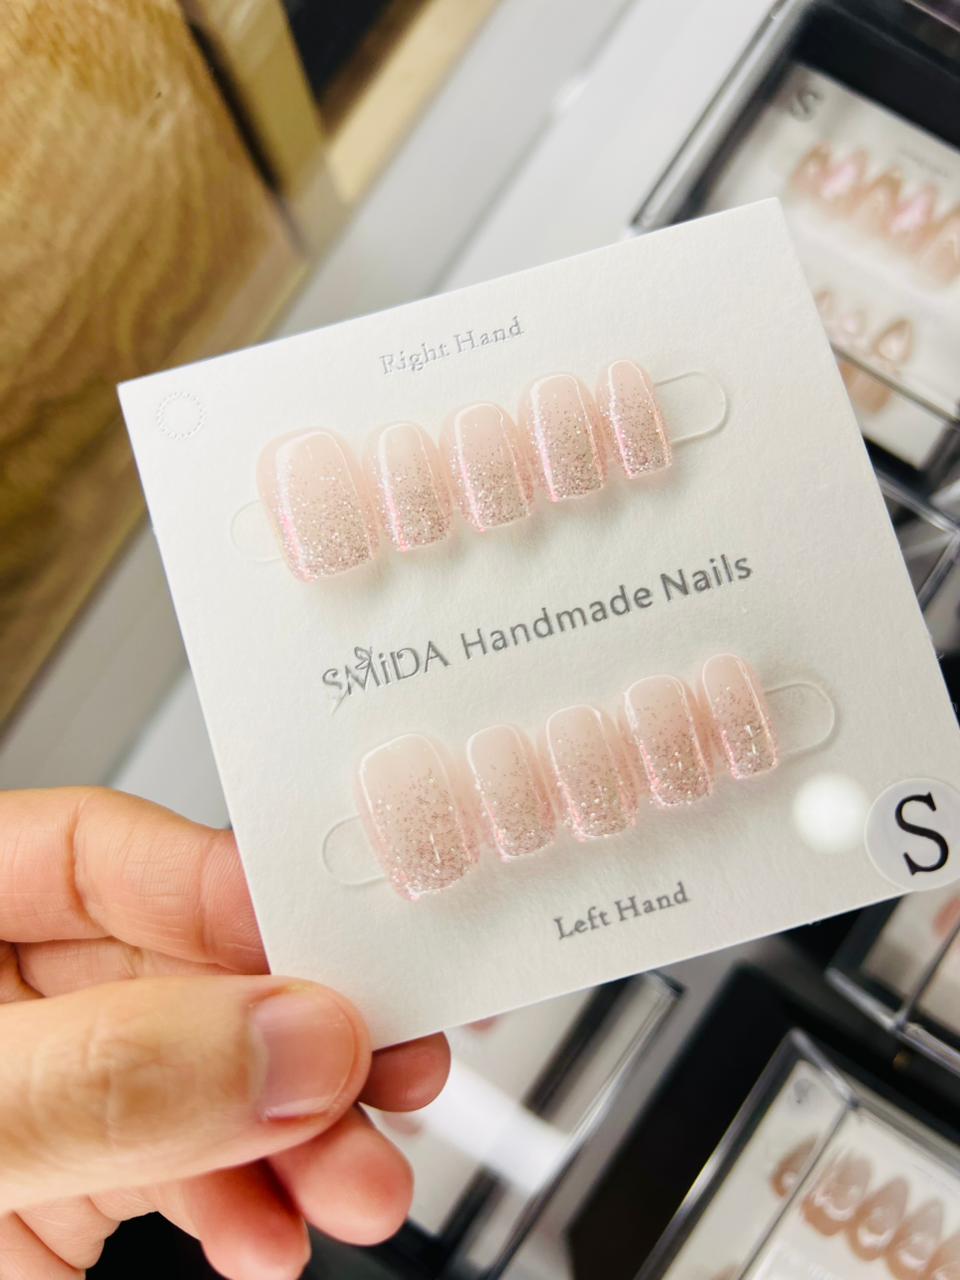 Right Hand
SMiDA Handmade Nails
Left Hand
S
S